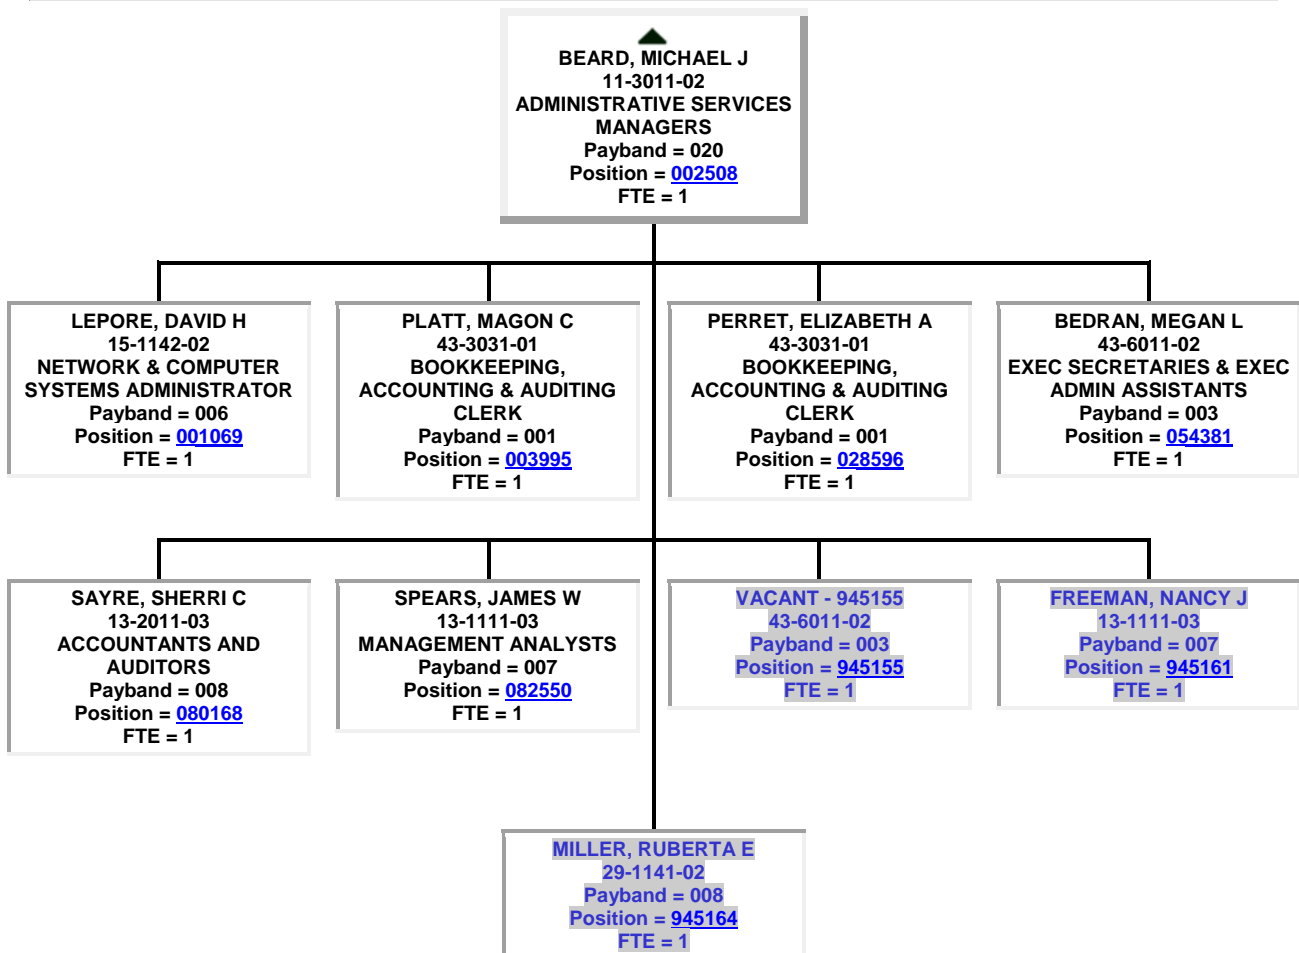 BEARD, MICHAEL J
11-3011-02
ADMINISTRATIVE SERVICES
MANAGERS
Payband = 020
Position = 002508
FTE = 1
LEPORE, DAVID H
15-1142-02
NETWORK & COMPUTER
SYSTEMS ADMINISTRATOR
Payband = 006
Position = 001069
FTE = 1
PLATT, MAGON C
43-3031-01
BOOKKEEPING,
ACCOUNTING & AUDITING
CLERK
Payband = 001
Position = 003995
FTE = 1
PERRET, ELIZABETH A
43-3031-01
BOOKKEEPING,
ACCOUNTING & AUDITING
CLERK
Payband = 001
Position = 028596
FTE = 1
BEDRAN, MEGAN L
43-6011-02
EXEC SECRETARIES & EXEC
ADMIN ASSISTANTS
Payband = 003
Position = 054381
FTE = 1
SAYRE, SHERRI C
13-2011-03
ACCOUNTANTS AND
AUDITORS
Payband = 008
Position = 080168
FTE = 1
SPEARS, JAMES W
13-1111-03
MANAGEMENT ANALYSTS
Payband = 007
Position = 082550
FTE = 1
VACANT - 945155
43-6011-02
Payband = 003
Position = 945155
FTE = 1
FREEMAN, NANCY J
13-1111-03
Payband = 007
Position = 945161
FTE = 1
MILLER, RUBERTA E
29-1141-02
Payband = 008
Position = 945164
FTE = 1